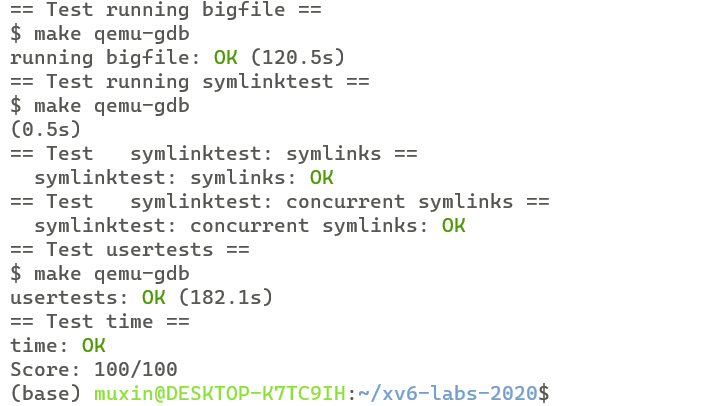 == Test running bigfile ==
$ make qemu-gdb
running bigfile: OK (120.5s)
== Test running symlinktest ==
$ make qemu-gdb
(0.5s)
== Test   symlinktest: symlinks ==
  symlinktest: symlinks: OK
== Test   symlinktest: concurrent symlinks ==
  symlinktest: concurrent symlinks: OK
== Test usertests ==
$ make qemu-gdb
usertests: OK (182.1s)
== Test time ==
time: OK
Score: 100/100
(base) muxin@DESKTOP-K7TC9IH:~/xv6-labs-2020$